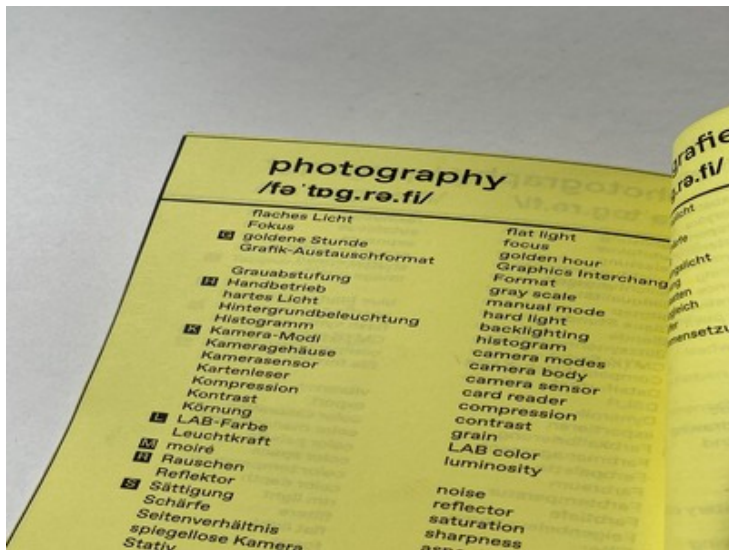 photography
/fəˈtɒg.rə.fi/
flaches Licht
Fokus
G goldene Stunde
Grafik-Austauschformat
Grauabstufung
H Handbetrieb
hartes Licht
Hintergrundbeleuchtung
Histogramm
K Kamera-Modi
Kameragehäuse
Kamerasensor
Kartenleser
Kompression
Kontrast
Körnung
L LAB-Farbe
Leuchtkraft
M moiré
R Rauschen
Reflektor
S Sättigung
Schärfe
Seitenverhältnis
spiegellose Kamera
Stativ
flat light
focus
golden hour
Graphics Interchang
Format
gray scale
manual mode
hard light
backlighting
histogram
camera modes
camera body
camera sensor
card reader
compression
contrast
grain
LAB color
luminosity
noise
reflector
saturation
sharpness
grafie